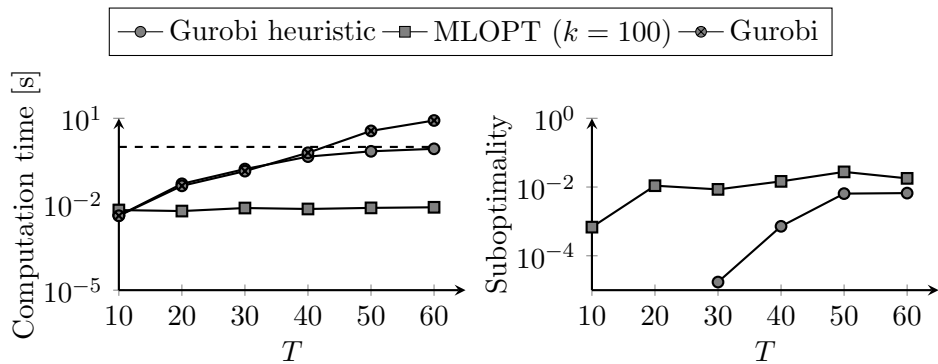 Gurobi heuristic MLOPT (k = 100) Gurobi
Computation time [s]
10^1
10^-2
10^-5
10 20 30 40 50 60
T
Suboptimality
10^0
10^-2
10^-4
10 20 30 40 50 60
T